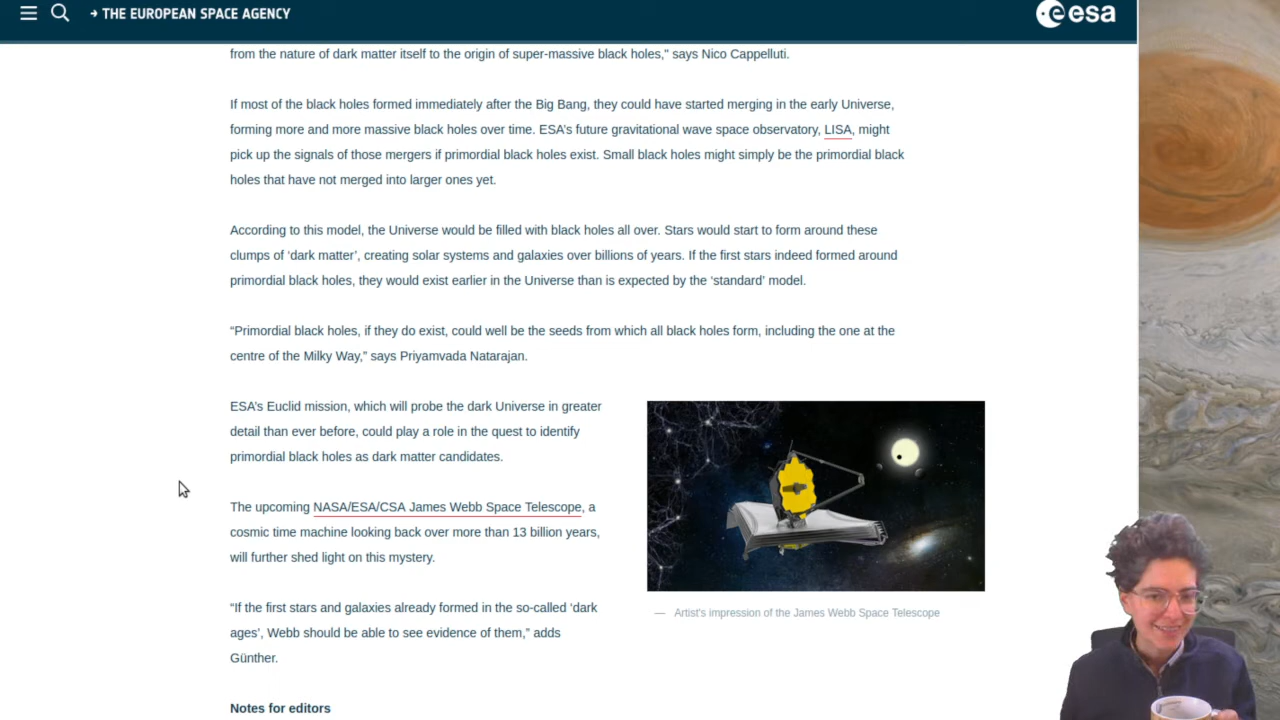 → THE EUROPEAN SPACE AGENCY
esa
from the nature of dark matter itself to the origin of super-massive black holes," says Nico Cappelluti.
If most of the black holes formed immediately after the Big Bang, they could have started merging in the early Universe,
forming more and more massive black holes over time. ESA's future gravitational wave space observatory, LISA, might
pick up the signals of those mergers if primordial black holes exist. Small black holes might simply be the primordial black
holes that have not merged into larger ones yet.
According to this model, the Universe would be filled with black holes all over. Stars would start to form around these
clumps of ‘dark matter’, creating solar systems and galaxies over billions of years. If the first stars indeed formed around
primordial black holes, they would exist earlier in the Universe than is expected by the ‘standard’ model.
“Primordial black holes, if they do exist, could well be the seeds from which all black holes form, including the one at the
centre of the Milky Way,” says Priyamvada Natarajan.
ESA’s Euclid mission, which will probe the dark Universe in greater
detail than ever before, could play a role in the quest to identify
primordial black holes as dark matter candidates.
The upcoming NASA/ESA/CSA James Webb Space Telescope, a
cosmic time machine looking back over more than 13 billion years,
will further shed light on this mystery.
“If the first stars and galaxies already formed in the so-called ‘dark
ages’, Webb should be able to see evidence of them,” adds
Günther.
— Artist's impression of the James Webb Space Telescope
Notes for editors